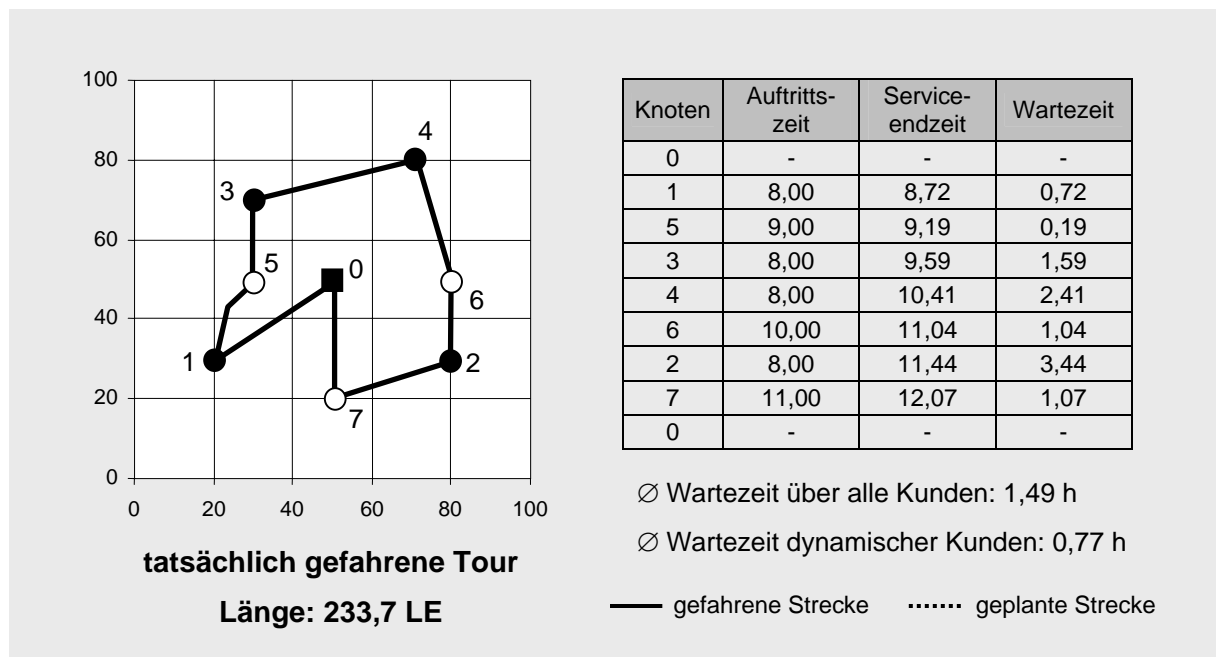 100
80
60
40
20
0
0 20 40 60 80 100
4
3
5
0
6
1
2
7
tatsächlich gefahrene Tour
Länge: 233,7 LE
Knoten Auftritts-zeit Service-endzeit Wartezeit
0 - - -
1 8,00 8,72 0,72
5 9,00 9,19 0,19
3 8,00 9,59 1,59
4 8,00 10,41 2,41
6 10,00 11,04 1,04
2 8,00 11,44 3,44
7 11,00 12,07 1,07
0 - - -
∅ Wartezeit über alle Kunden: 1,49 h
∅ Wartezeit dynamischer Kunden: 0,77 h
gefahrene Strecke geplante Strecke